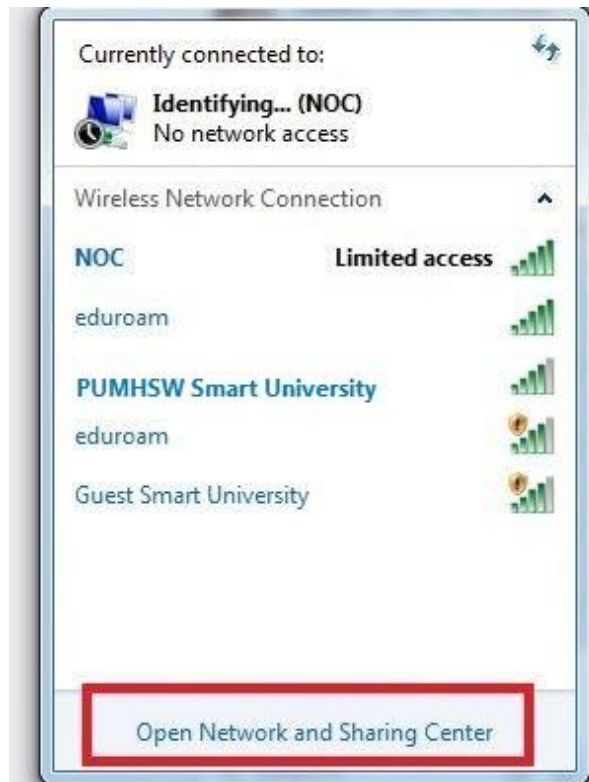 Currently connected to:
Identifying... (NOC)
No network access
Wireless Network Connection
NOC Limited access
eduroam
PUMHSW Smart University
eduroam
Guest Smart University
Open Network and Sharing Center